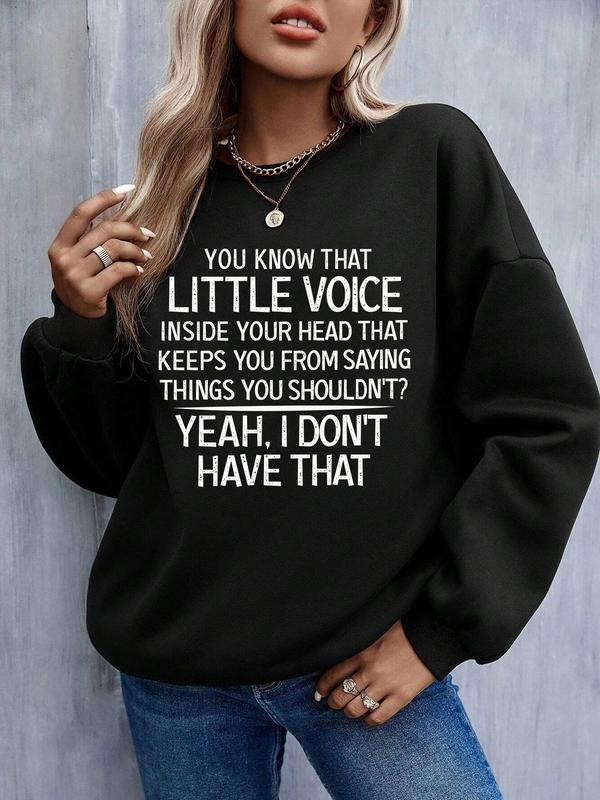 YOU KNOW THAT
LITTLE VOICE
INSIDE YOUR HEAD THAT
KEEPS YOU FROM SAYING
THINGS YOU SHOULDN'T?
YEAH, I DON'T
HAVE THAT